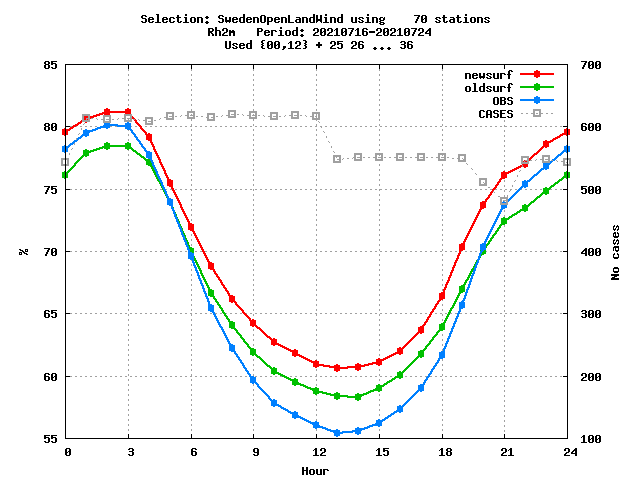 Selection: SwedenOpenLandWind using    70 stations
Rh2m   Period: 20210716-20210724
Used {00,12} + 25 26 ... 36
85 700
newsurf
oldsurf
OBS
CASES
80 600
75 500
70 400
%
No cases
65 300
60 200
55 100
0 3 6 9 12 15 18 21 24
Hour